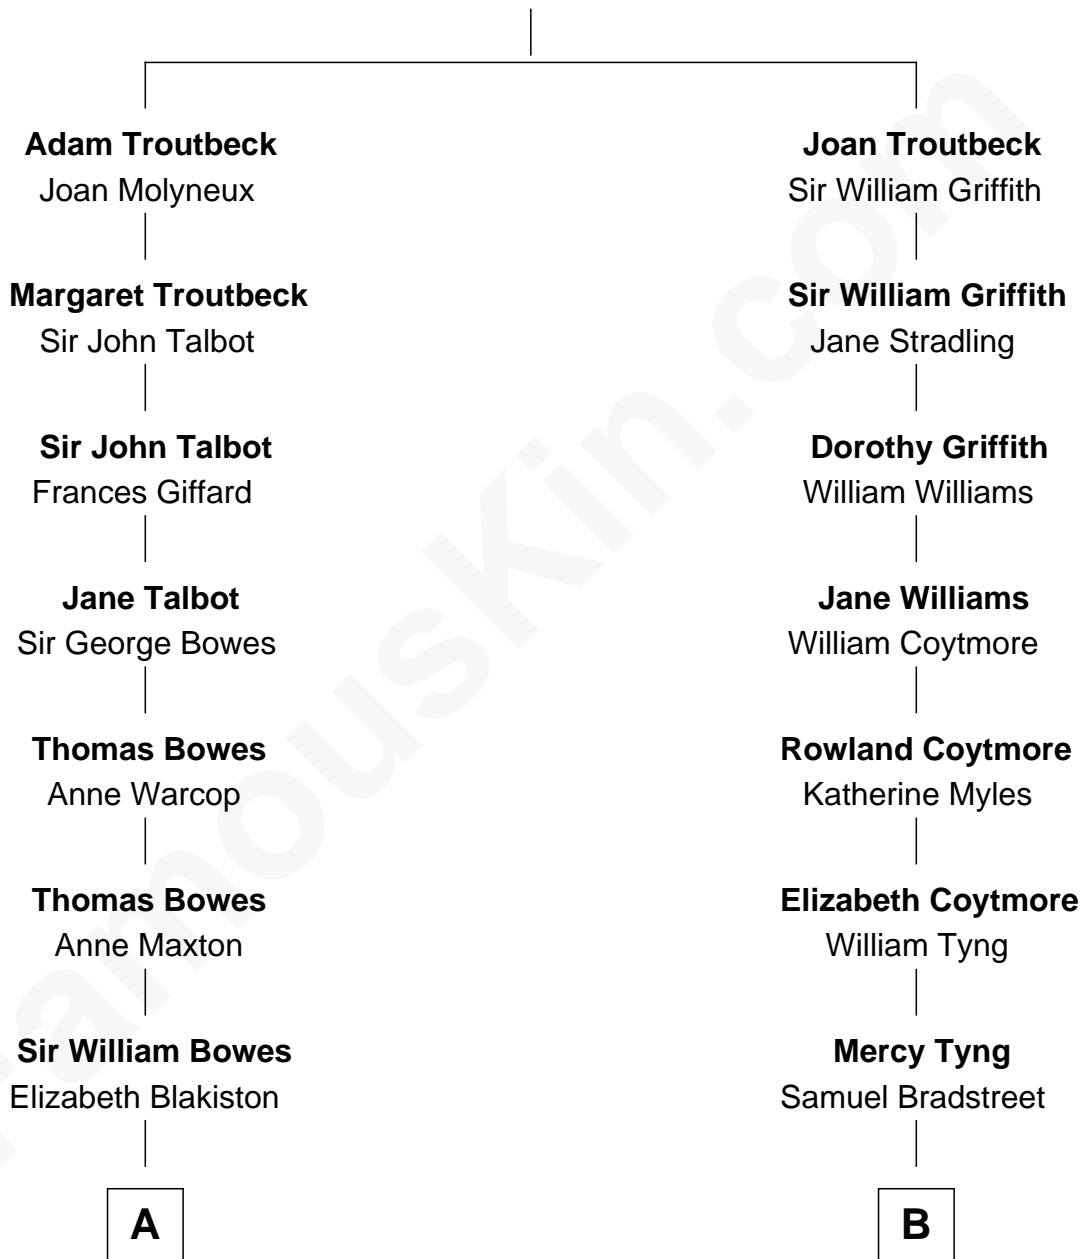 Adam Troutbeck
Joan Molyneux
Margaret Troutbeck
Sir John Talbot
Sir John Talbot
Frances Giffard
Jane Talbot
Sir George Bowes
Thomas Bowes
Anne Warcop
Thomas Bowes
Anne Maxton
Sir William Bowes
Elizabeth Blakiston
A
Joan Troutbeck
Sir William Griffith
Sir William Griffith
Jane Stradling
Dorothy Griffith
William Williams
Jane Williams
William Coytmore
Rowland Coytmore
Katherine Myles
Elizabeth Coytmore
William Tyng
Mercy Tyng
Samuel Bradstreet
B
FamousKin.com